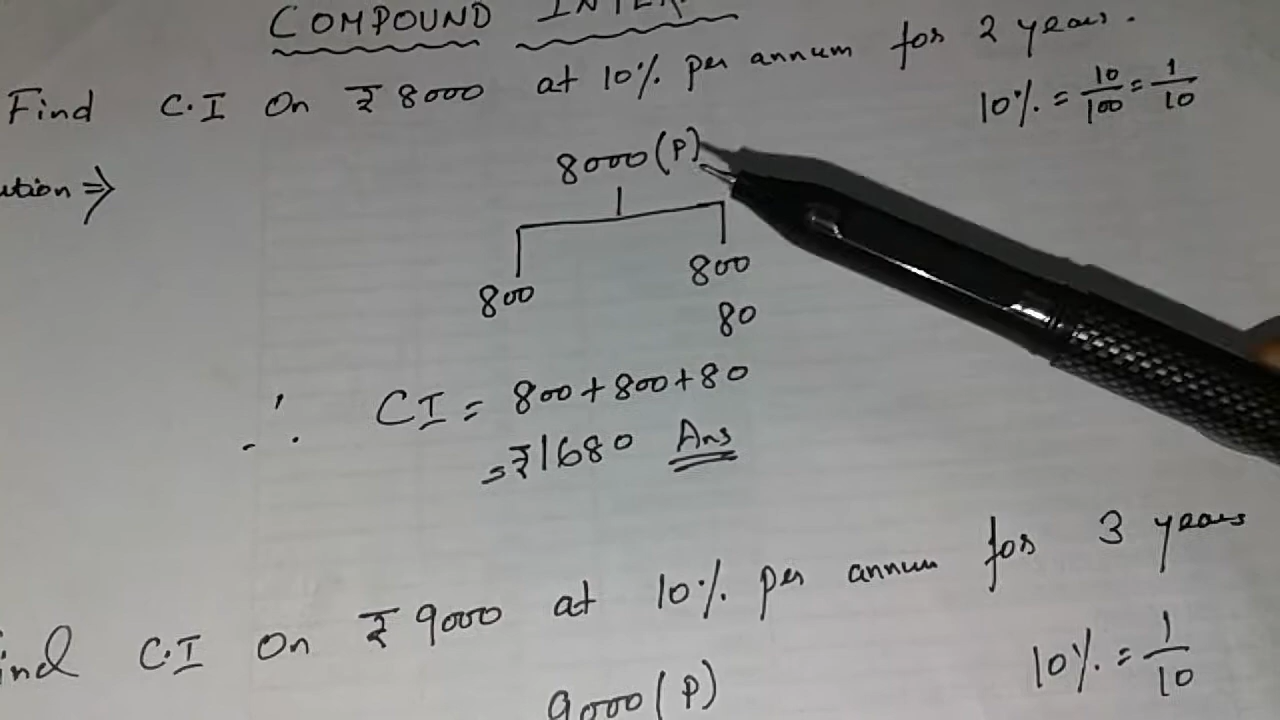 COMPOUND
Find C.I On ₹ 8000 at 10% per annum for 2 years.
10% = 10/100 = 1/10
8000 (P)
800 800
80
∴ CI = 800 + 800 + 80
= ₹1680 Ans
C.I On ₹ 9000 at 10% per annum for 3 years
10% = 1/10
9000 (P)